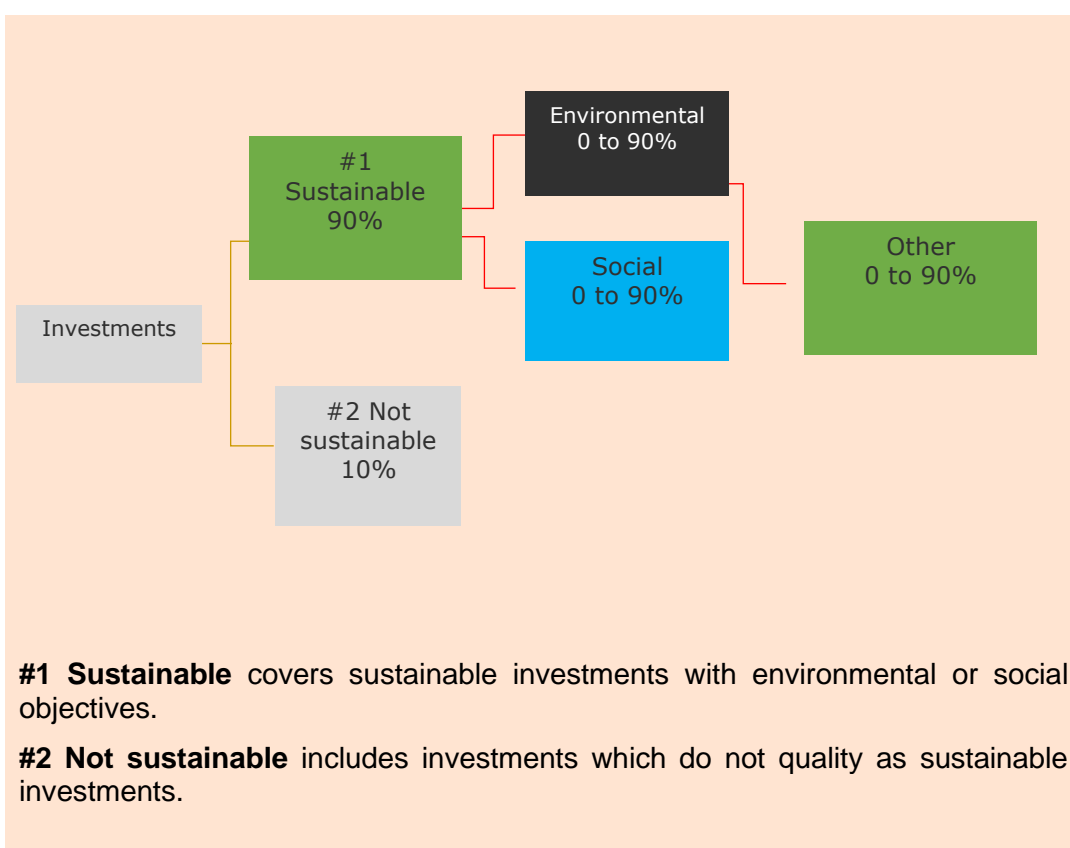 Environmental
0 to 90%
#1
Sustainable
90%
Other
0 to 90%
Social
0 to 90%
Investments
#2 Not
sustainable
10%
#1 Sustainable covers sustainable investments with environmental or social
objectives.
#2 Not sustainable includes investments which do not quality as sustainable
investments.